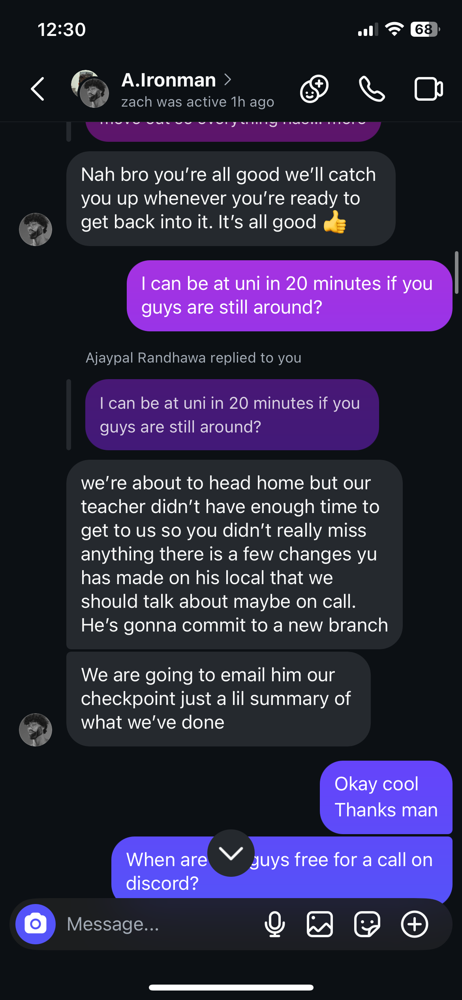 12:30
68
A.Ironman
zach was active 1h ago
move out so everything has... more
Nah bro you’re all good we’ll catch
you up whenever you’re ready to
get back into it. It’s all good 👍
I can be at uni in 20 minutes if you
guys are still around?
Ajaypal Randhawa replied to you
I can be at uni in 20 minutes if you
guys are still around?
we’re about to head home but our
teacher didn’t have enough time to
get to us so you didn’t really miss
anything there is a few changes yu
has made on his local that we
should talk about maybe on call.
He’s gonna commit to a new branch
We are going to email him our
checkpoint just a lil summary of
what we’ve done
Okay cool
Thanks man
When are guys free for a call on
discord?
Message...